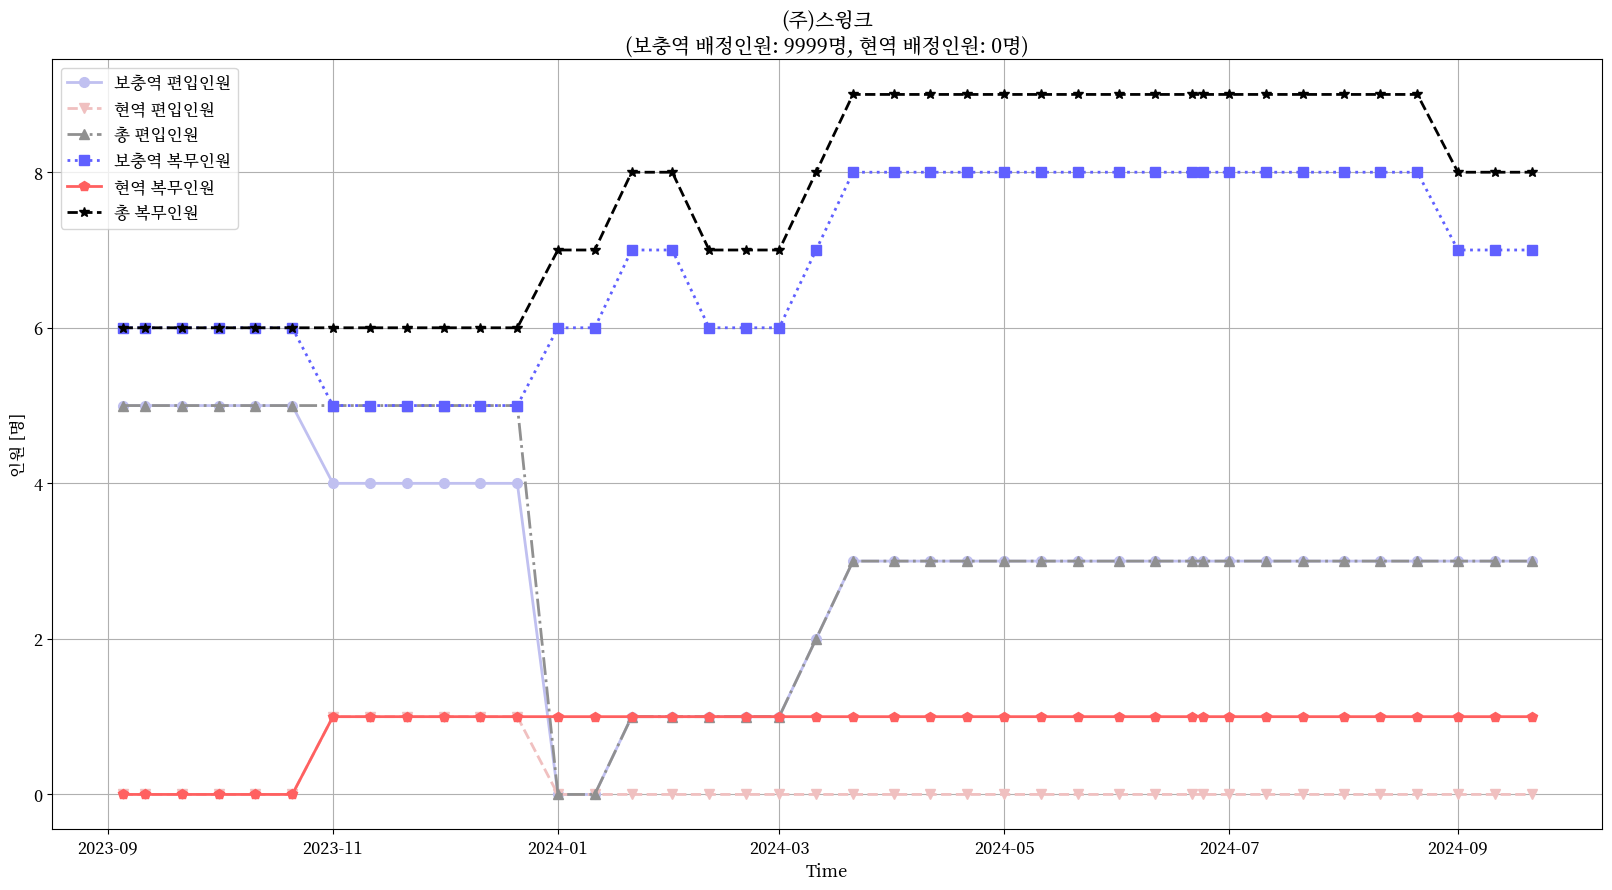 (주)스윙크
(보충역 배정인원: 9999명, 현역 배정인원: 0명)
보충역 편입인원
현역 편입인원
총 편입인원
보충역 복무인원
현역 복무인원
총 복무인원
인원 [명]
8
6
4
2
0
2023-09
2023-11
2024-01
2024-03
2024-05
2024-07
2024-09
Time